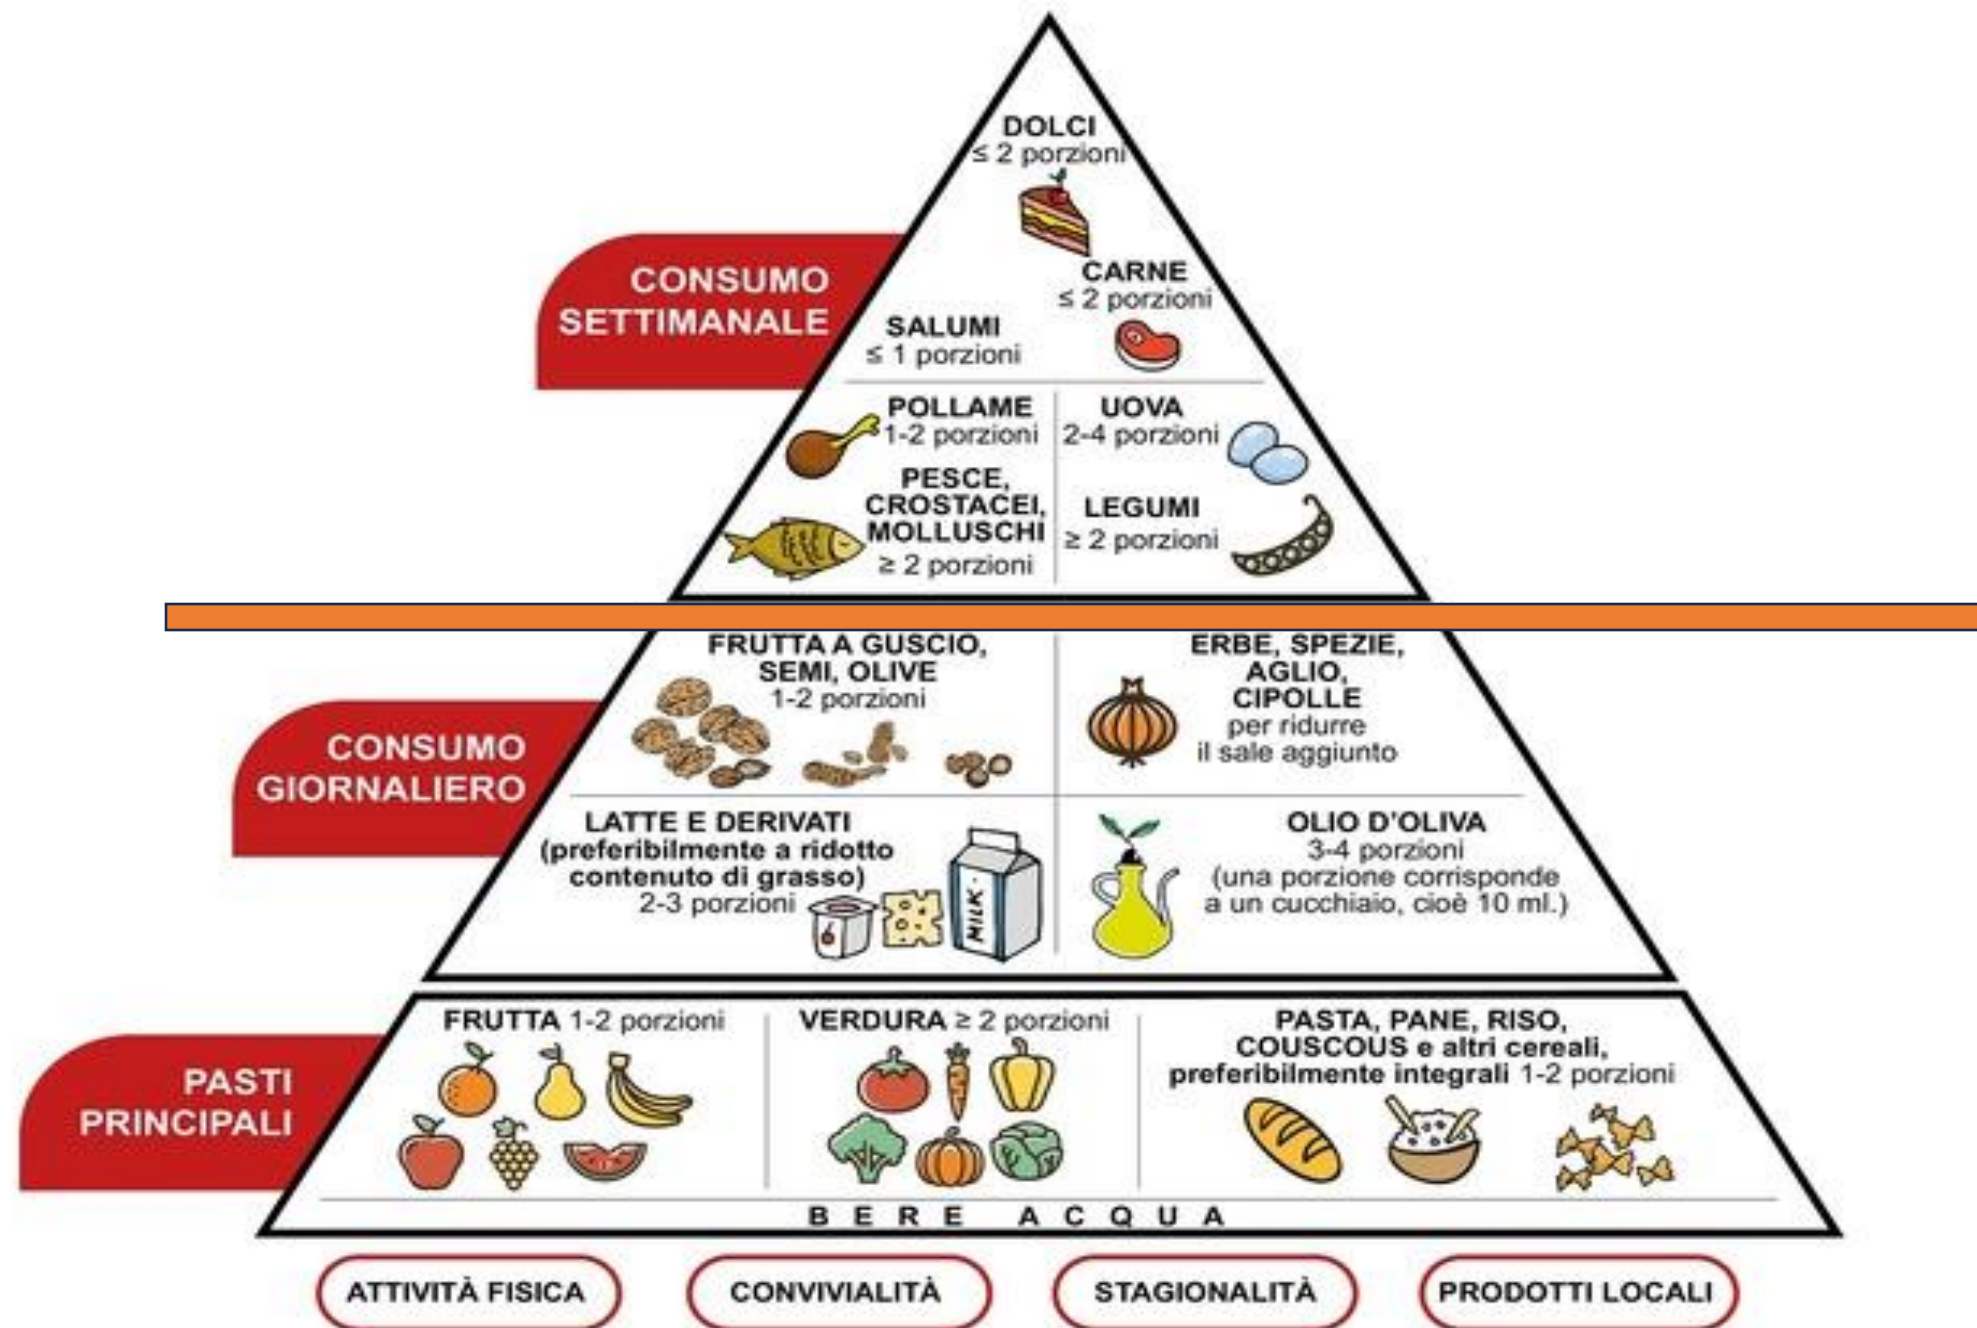 DOLCI
≤ 2 porzioni
CONSUMO
SETTIMANALE
CARNE
≤ 2 porzioni
SALUMI
≤ 1 porzioni
POLLAME
1-2 porzioni
UOVA
2-4 porzioni
PESCE,
CROSTACEI,
MOLLUSCHI
≥ 2 porzioni
LEGUMI
≥ 2 porzioni
CONSUMO
GIORNALIERO
FRUTTA A GUSCIO,
SEMI, OLIVE
1-2 porzioni
ERBE, SPEZIE,
AGLIO,
CIPOLLE
per ridurre
il sale aggiunto
LATTE E DERIVATI
(preferibilmente a ridotto
contenuto di grasso)
2-3 porzioni
MILK
OLIO D'OLIVA
3-4 porzioni
(una porzione corrisponde
a un cucchiaio, cioè 10 ml.)
PASTI
PRINCIPALI
FRUTTA 1-2 porzioni
VERDURA ≥ 2 porzioni
PASTA, PANE, RISO,
COUSCOUS e altri cereali,
preferibilmente integrali 1-2 porzioni
BERE ACQUA
ATTIVITÀ FISICA
CONVIVIALITÀ
STAGIONALITÀ
PRODOTTI LOCALI